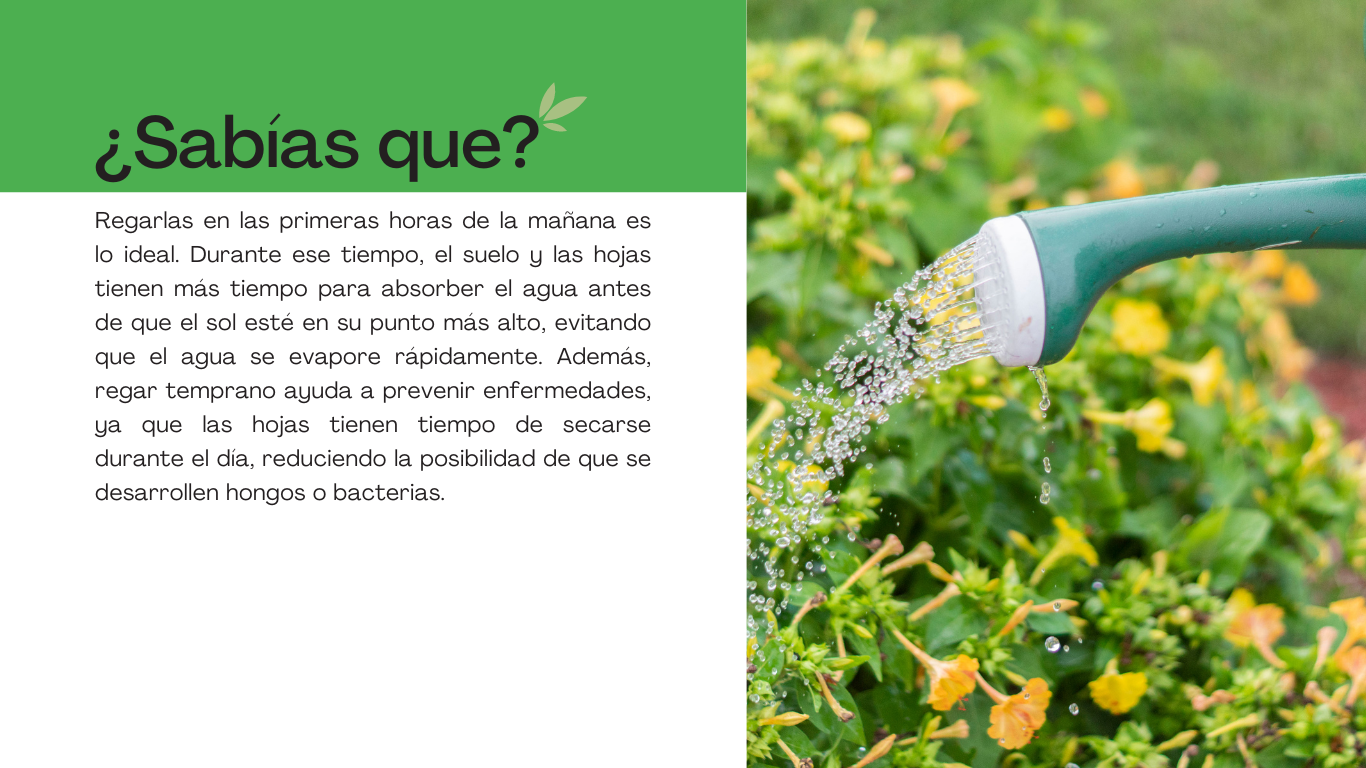 ¿Sabías que?
Regarlas en las primeras horas de la mañana es
lo ideal. Durante ese tiempo, el suelo y las hojas
tienen más tiempo para absorber el agua antes
de que el sol esté en su punto más alto, evitando
que el agua se evapore rápidamente. Además,
regar temprano ayuda a prevenir enfermedades,
ya que las hojas tienen tiempo de secarse
durante el día, reduciendo la posibilidad de que se
desarrollen hongos o bacterias.